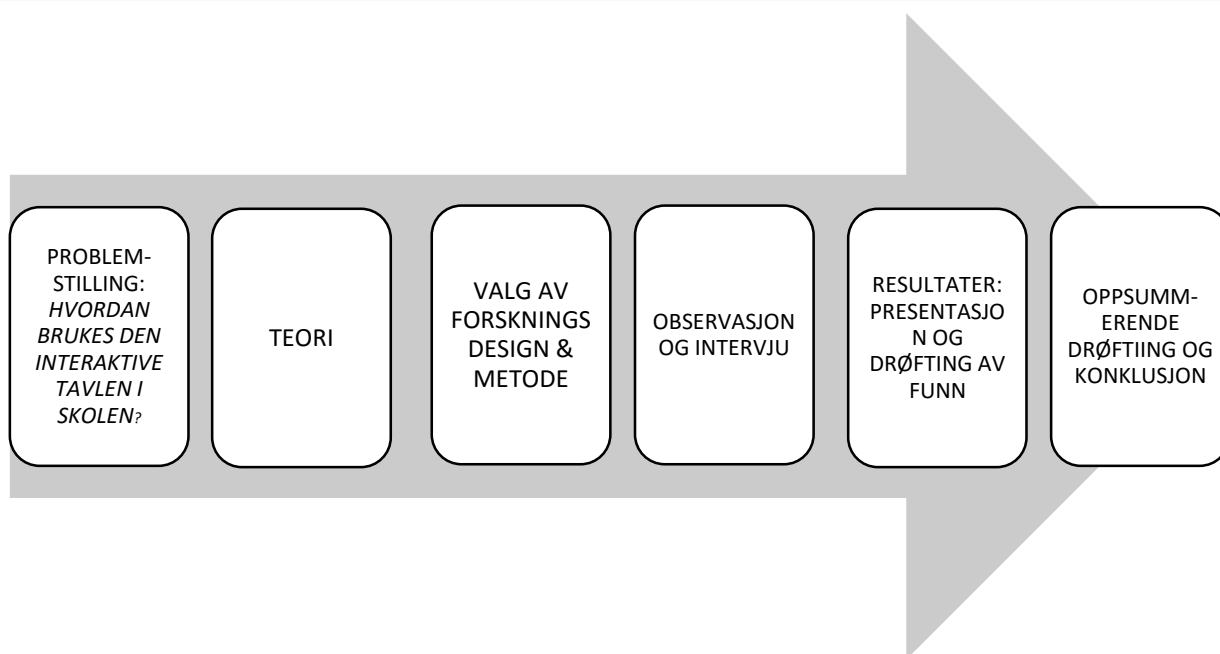 PROBLEM-
STILLING:
HVORDAN
BRUKES DEN
INTERAKTIVE
TAVLEN I
SKOLEN?
TEORI
VALG AV
FORSKNINGS
DESIGN &
METODE
OBSERVASJON
OG INTERVJU
RESULTATER:
PRESENTASJO
N OG
DRØFTING AV
FUNN
OPPSUMM-
ERENDE
DRØFTIING OG
KONKLUSJON